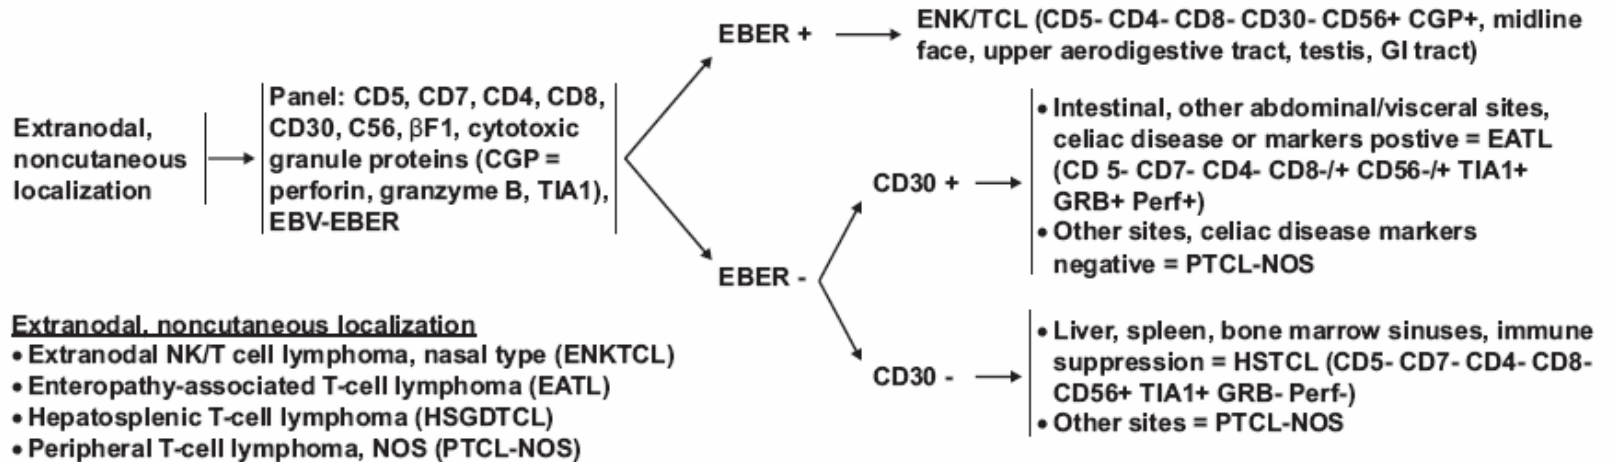 Extranodal,
noncutaneous
localization
Panel: CD5, CD7, CD4, CD8,
CD30, C56, βF1, cytotoxic
granule proteins (CGP =
perforin, granzyme B, TIA1),
EBV-EBER
EBER +
ENK/TCL (CD5- CD4- CD8- CD30- CD56+ CGP+, midline
face, upper aerodigestive tract, testis, GI tract)
EBER -
CD30 +
• Intestinal, other abdominal/visceral sites,
celiac disease or markers postive = EATL
(CD 5- CD7- CD4- CD8-/+ CD56-/+ TIA1+
GRB+ Perf+)
• Other sites, celiac disease markers
negative = PTCL-NOS
CD30 -
• Liver, spleen, bone marrow sinuses, immune
suppression = HSTCL (CD5- CD7- CD4- CD8-
CD56+ TIA1+ GRB- Perf-)
• Other sites = PTCL-NOS
Extranodal, noncutaneous localization
• Extranodal NK/T cell lymphoma, nasal type (ENKTCL)
• Enteropathy-associated T-cell lymphoma (EATL)
• Hepatosplenic T-cell lymphoma (HSGDTCL)
• Peripheral T-cell lymphoma, NOS (PTCL-NOS)